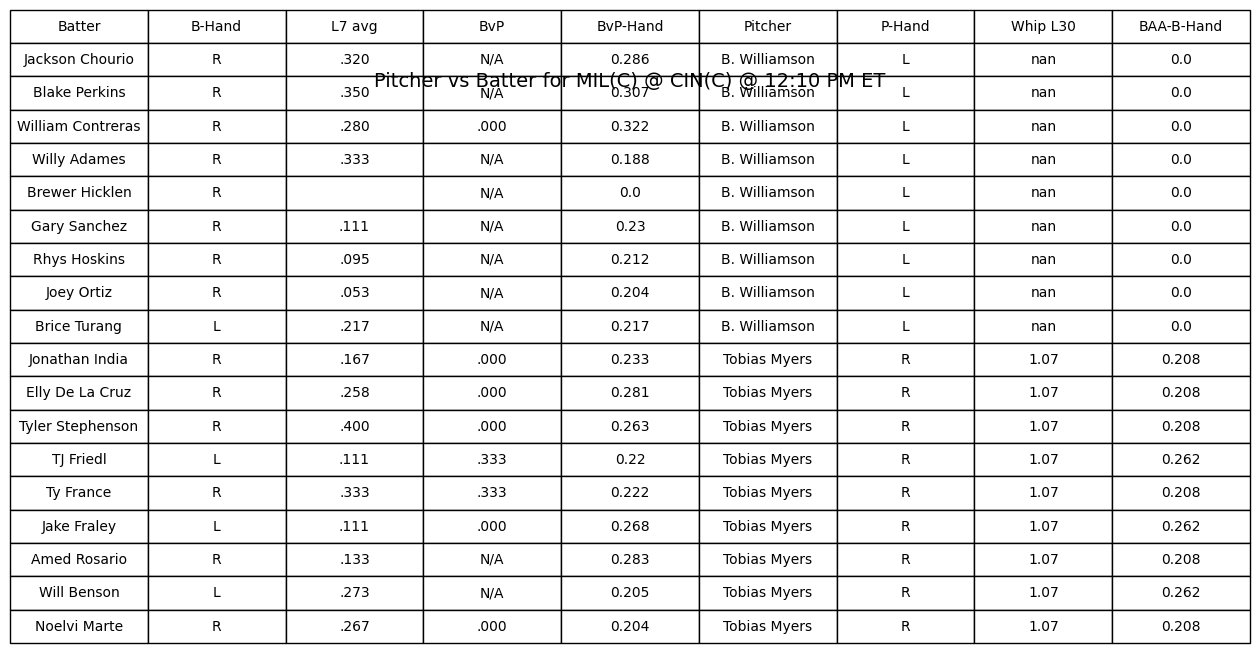 Batter B-Hand L7 avg BvP BvP-Hand Pitcher P-Hand Whip L30 BAA-B-Hand
Jackson Chourio R .320 N/A 0.286 B. Williamson L nan 0.0
Pitcher vs Batter for MIL(C) @ CIN(C) @ 12:10 PM ET
Blake Perkins R .350 N/A 0.307 B. Williamson L nan 0.0
William Contreras R .280 .000 0.322 B. Williamson L nan 0.0
Willy Adames R .333 N/A 0.188 B. Williamson L nan 0.0
Brewer Hicklen R N/A 0.0 B. Williamson L nan 0.0
Gary Sanchez R .111 N/A 0.23 B. Williamson L nan 0.0
Rhys Hoskins R .095 N/A 0.212 B. Williamson L nan 0.0
Joey Ortiz R .053 N/A 0.204 B. Williamson L nan 0.0
Brice Turang L .217 N/A 0.217 B. Williamson L nan 0.0
Jonathan India R .167 .000 0.233 Tobias Myers R 1.07 0.208
Elly De La Cruz R .258 .000 0.281 Tobias Myers R 1.07 0.208
Tyler Stephenson R .400 .000 0.263 Tobias Myers R 1.07 0.208
TJ Friedl L .111 .333 0.22 Tobias Myers R 1.07 0.262
Ty France R .333 .333 0.222 Tobias Myers R 1.07 0.208
Jake Fraley L .111 .000 0.268 Tobias Myers R 1.07 0.262
Amed Rosario R .133 N/A 0.283 Tobias Myers R 1.07 0.208
Will Benson L .273 N/A 0.205 Tobias Myers R 1.07 0.262
Noelvi Marte R .267 .000 0.204 Tobias Myers R 1.07 0.208